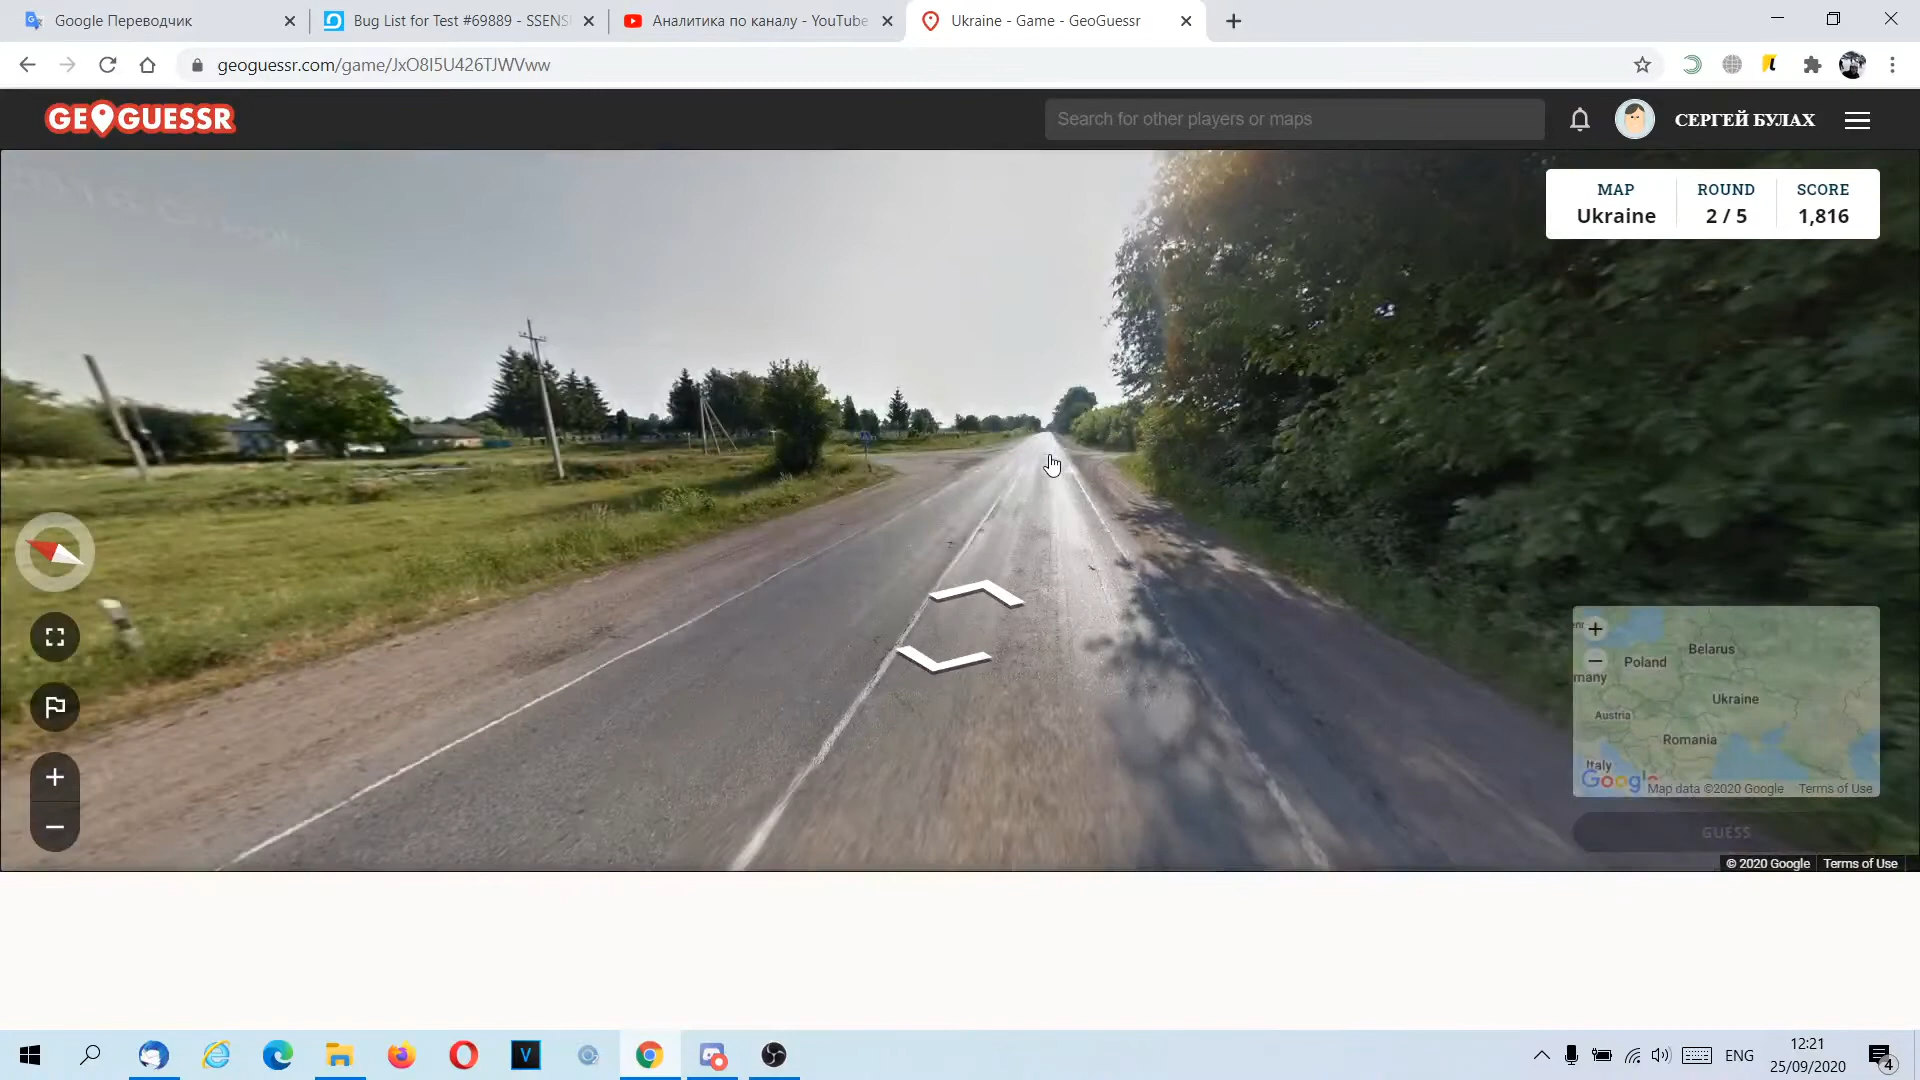 Google Переводчик
Bug List for Test #69889 - SSENS
Аналитика по каналу - YouTube
Ukraine - Game - GeoGuessr
geoguessr.com/game/JxO8I5U426TJWVww
GEOGUESSR
Search for other players or maps
СЕРГЕЙ БУЛАХ
MAP
ROUND
SCORE
Ukraine
2 / 5
1,816
Belarus
Poland
many
Ukraine
Austria
Romania
Italy
Google
Map data ©2020 Google
Terms of Use
GUESS
© 2020 Google
Terms of Use
ENG
12:21
25/09/2020
4